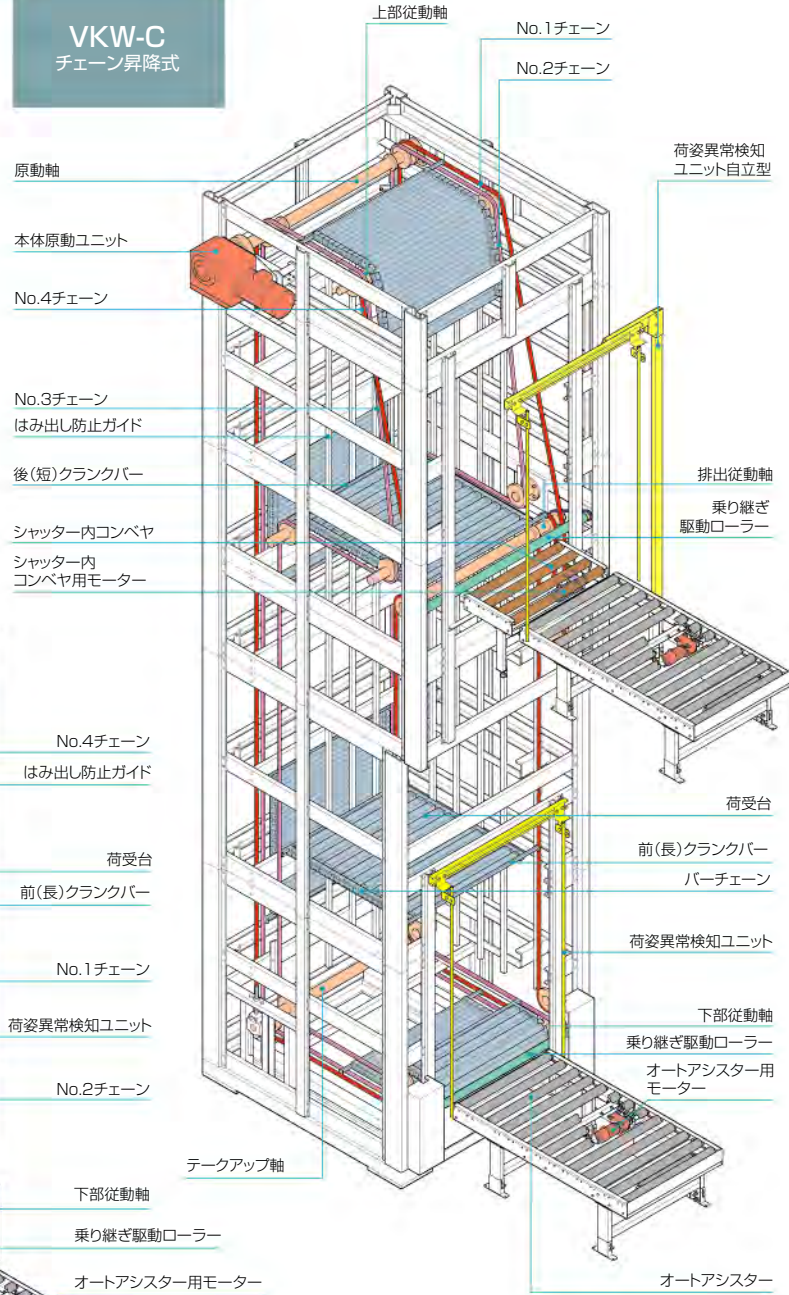 VKW-C
チェーン昇降式
上部従動軸
No.1チェーン
No.2チェーン
荷姿異常検知
ユニット自立型
原動軸
本体原動ユニット
No.4チェーン
No.3チェーン
はみ出し防止ガイド
後(短)クランクバー
シャッター内コンベヤ
シャッター内
コンベヤ用モーター
排出従動軸
乗り継ぎ
駆動ローラー
No.4チェーン
はみ出し防止ガイド
荷受台
前(長)クランクバー
No.1チェーン
荷姿異常検知ユニット
No.2チェーン
荷受台
前(長)クランクバー
バーチェーン
荷姿異常検知ユニット
下部従動軸
乗り継ぎ駆動ローラー
オートアシスター用
モーター
テークアップ軸
下部従動軸
乗り継ぎ駆動ローラー
オートアシスター用モーター
オートアシスター